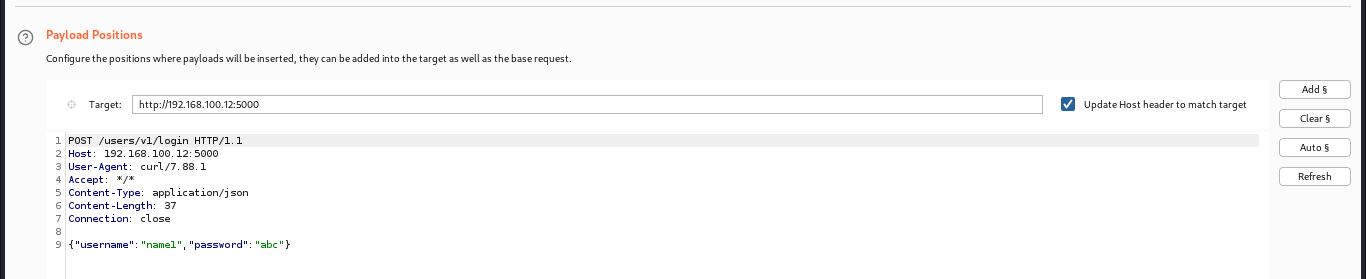 Payload Positions
Configure the positions where payloads will be inserted, they can be added into the target as well as the base request.
Add §
Target: http://192.168.100.12:5000 Update Host header to match target
Clear §
1 POST /users/v1/login HTTP/1.1
2 Host: 192.168.100.12:5000
Auto §
3 User-Agent: curl/7.88.1
4 Accept: */*
Refresh
5 Content-Type: application/json
6 Content-Length: 37
7 Connection: close
8
9 {"username":"name1","password":"abc"}